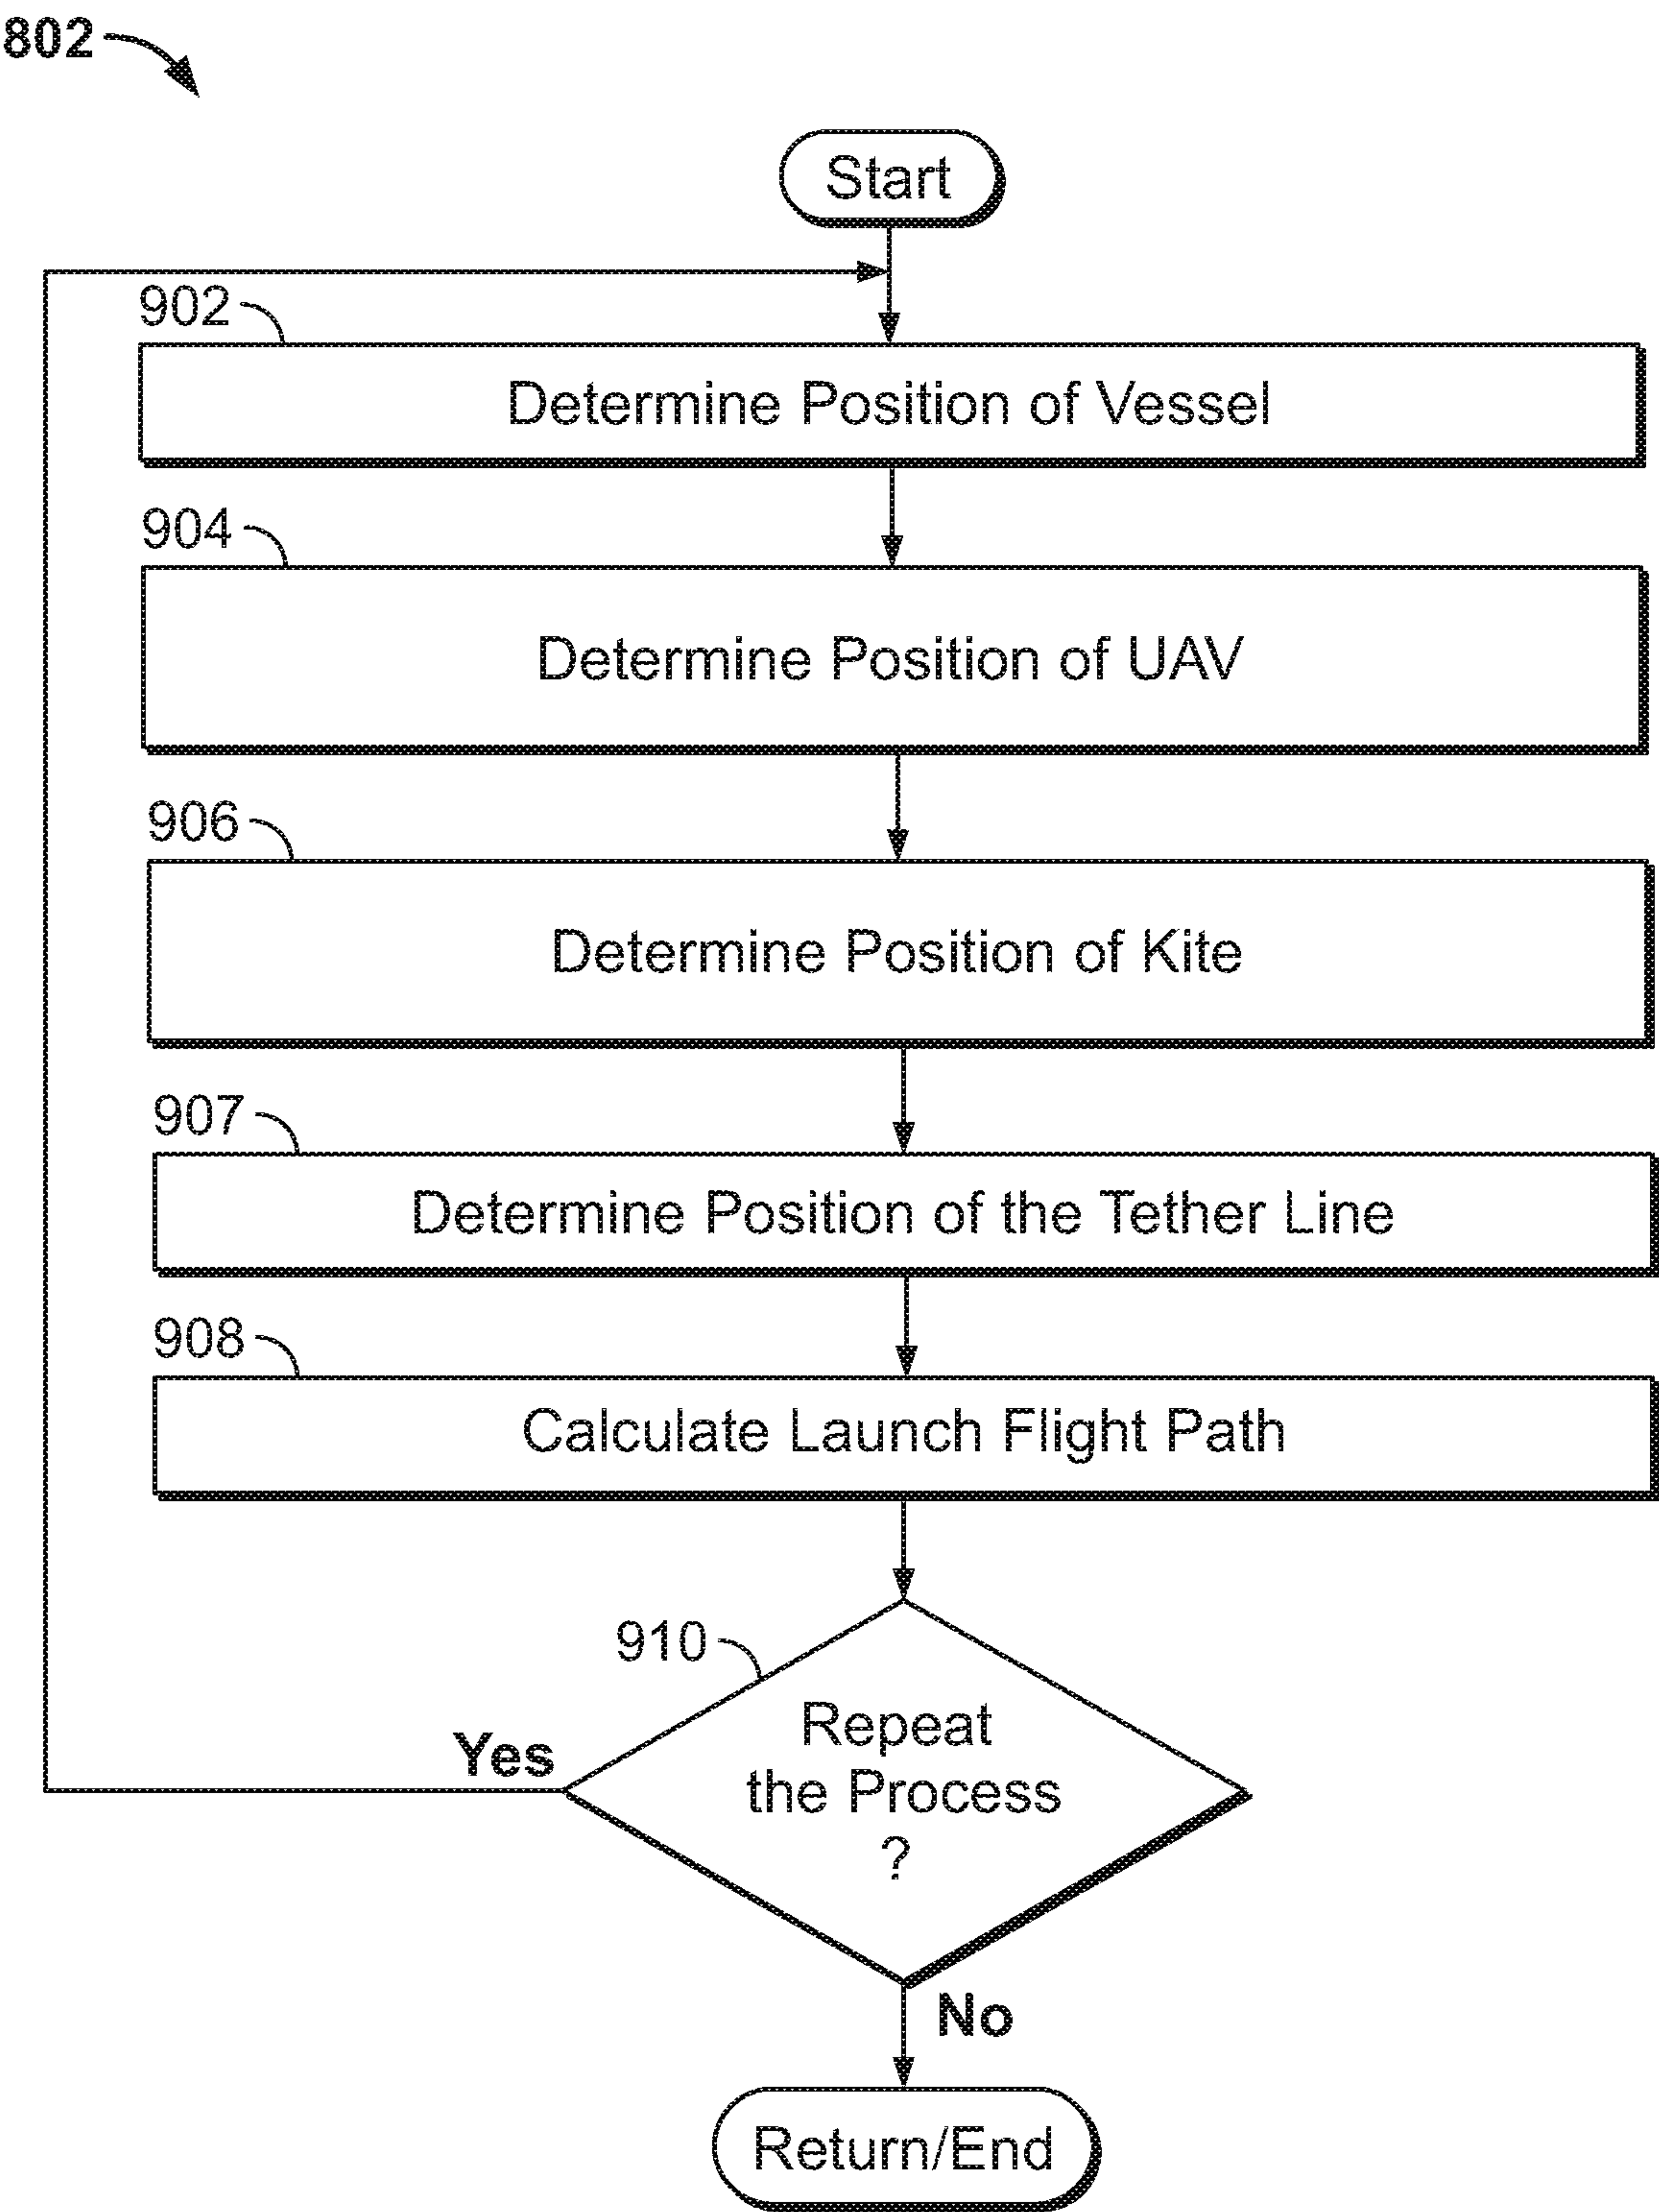 802
Start
902
Determine Position of Vessel
904
Determine Position of UAV
906
Determine Position of Kite
907
Determine Position of the Tether Line
908
Calculate Launch Flight Path
910
Repeat
the Process
?
Yes
No
Return/End